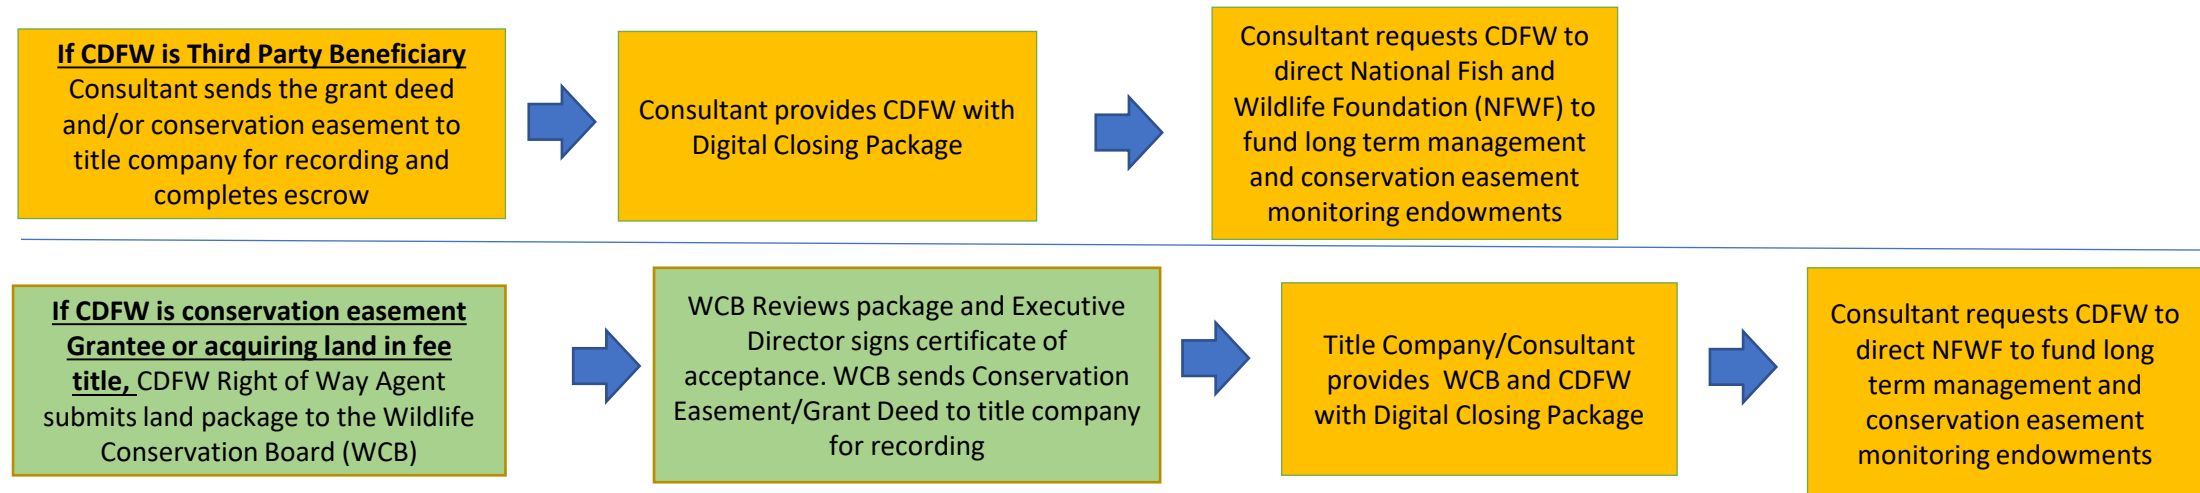 If CDFW is Third Party Beneficiary
Consultant sends the grant deed
and/or conservation easement to
title company for recording and
completes escrow
Consultant provides CDFW with
Digital Closing Package
Consultant requests CDFW to
direct National Fish and
Wildlife Foundation (NFWF) to
fund long term management
and conservation easement
monitoring endowments
If CDFW is conservation easement
Grantee or acquiring land in fee
title, CDFW Right of Way Agent
submits land package to the Wildlife
Conservation Board (WCB)
WCB Reviews package and Executive
Director signs certificate of
acceptance. WCB sends Conservation
Easement/Grant Deed to title company
for recording
Title Company/Consultant
provides  WCB and CDFW
with Digital Closing Package
Consultant requests CDFW to
direct NFWF to fund long
term management and
conservation easement
monitoring endowments